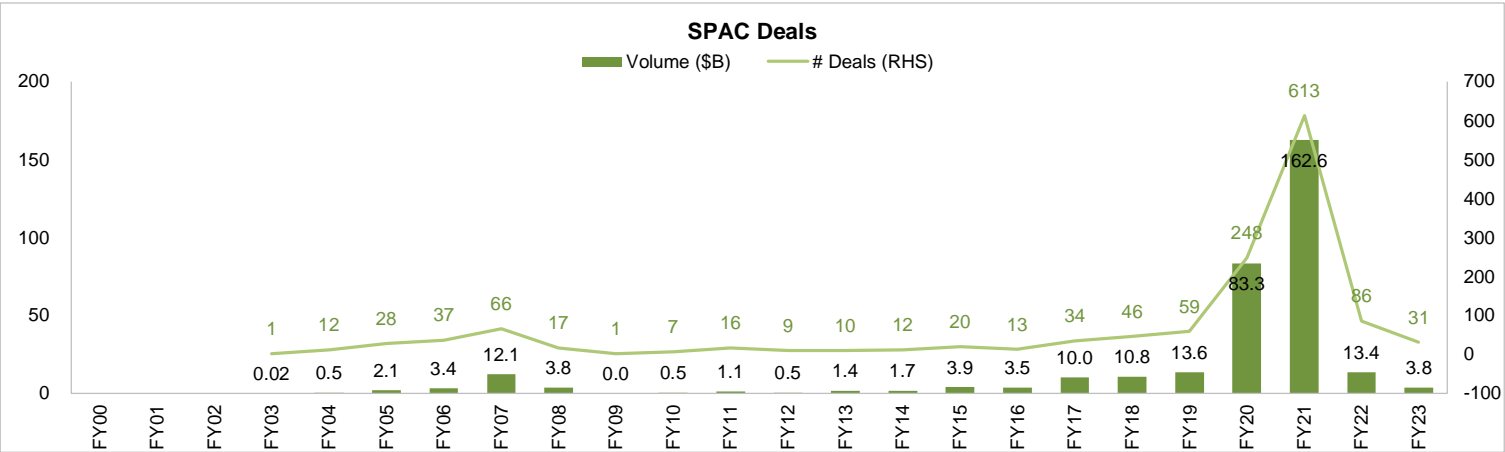 SPAC Deals
Volume ($B) # Deals (RHS)
200 700
613
600
150 162.6 500
400
100 248 300
83.3 200
50 66 86
1 12 28 37 17 1 7 16 9 10 12 20 13 34 46 59 31 100
0
0.02 0.5 2.1 3.4 12.1 3.8 0.0 0.5 1.1 0.5 1.4 1.7 3.9 3.5 10.0 10.8 13.6 13.4 3.8
0 -100
FY00 FY01 FY02 FY03 FY04 FY05 FY06 FY07 FY08 FY09 FY10 FY11 FY12 FY13 FY14 FY15 FY16 FY17 FY18 FY19 FY20 FY21 FY22 FY23